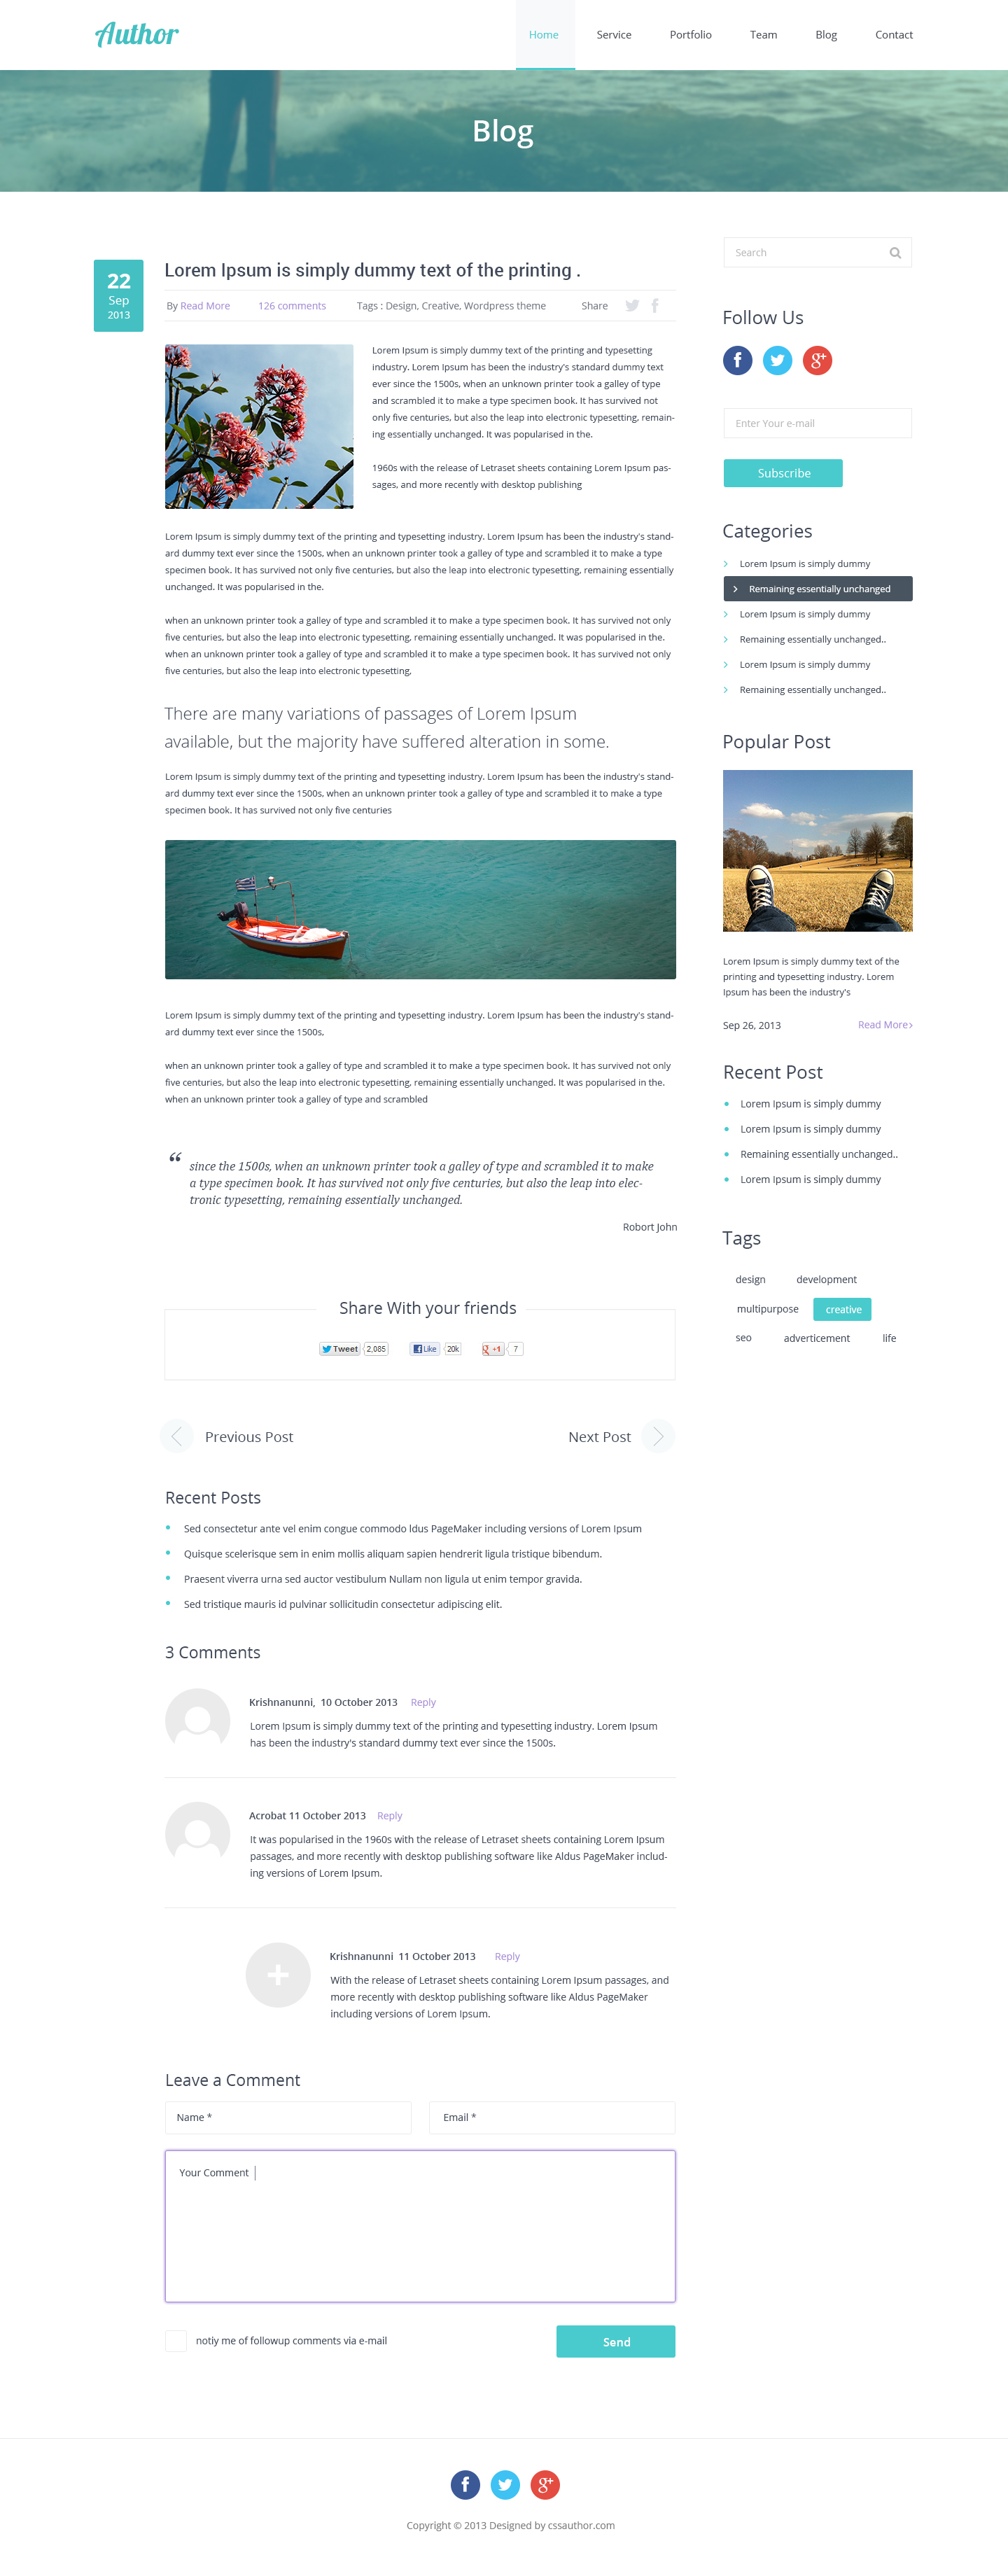 Author
Home
Service
Portfolio
Team
Blog
Contact
Blog
22
Sep
2013
Lorem Ipsum is simply dummy text of the printing .
By Read More
126 comments
Tags : Design, Creative, Wordpress theme
Share
Lorem Ipsum is simply dummy text of the printing and typesetting
industry. Lorem Ipsum has been the industry's standard dummy text
ever since the 1500s, when an unknown printer took a galley of type
and scrambled it to make a type specimen book. It has survived not
only five centuries, but also the leap into electronic typesetting, remain-
ing essentially unchanged. It was popularised in the.
1960s with the release of Letraset sheets containing Lorem Ipsum pas-
sages, and more recently with desktop publishing
Lorem Ipsum is simply dummy text of the printing and typesetting industry. Lorem Ipsum has been the industry's stand-
ard dummy text ever since the 1500s, when an unknown printer took a galley of type and scrambled it to make a type
specimen book. It has survived not only five centuries, but also the leap into electronic typesetting, remaining essentially
unchanged. It was popularised in the.
when an unknown printer took a galley of type and scrambled it to make a type specimen book. It has survived not only
five centuries, but also the leap into electronic typesetting, remaining essentially unchanged. It was popularised in the.
when an unknown printer took a galley of type and scrambled it to make a type specimen book. It has survived not only
five centuries, but also the leap into electronic typesetting,
There are many variations of passages of Lorem Ipsum
available, but the majority have suffered alteration in some.
Lorem Ipsum is simply dummy text of the printing and typesetting industry. Lorem Ipsum has been the industry's stand-
ard dummy text ever since the 1500s, when an unknown printer took a galley of type and scrambled it to make a type
specimen book. It has survived not only five centuries
Lorem Ipsum is simply dummy text of the printing and typesetting industry. Lorem Ipsum has been the industry's stand-
ard dummy text ever since the 1500s,
when an unknown printer took a galley of type and scrambled it to make a type specimen book. It has survived not only
five centuries, but also the leap into electronic typesetting, remaining essentially unchanged. It was popularised in the.
when an unknown printer took a galley of type and scrambled
“ since the 1500s, when an unknown printer took a galley of type and scrambled it to make
a type specimen book. It has survived not only five centuries, but also the leap into elec-
tronic typesetting, remaining essentially unchanged.
Robort John
Share With your friends
Tweet 2,085
Like 20k
g +1 7
Previous Post
Next Post
Recent Posts
Sed consectetur ante vel enim congue commodo ldus PageMaker including versions of Lorem Ipsum
Quisque scelerisque sem in enim mollis aliquam sapien hendrerit ligula tristique bibendum.
Praesent viverra urna sed auctor vestibulum Nullam non ligula ut enim tempor gravida.
Sed tristique mauris id pulvinar sollicitudin consectetur adipiscing elit.
3 Comments
Krishnanunni, 10 October 2013 Reply
Lorem Ipsum is simply dummy text of the printing and typesetting industry. Lorem Ipsum
has been the industry's standard dummy text ever since the 1500s.
Acrobat 11 October 2013 Reply
It was popularised in the 1960s with the release of Letraset sheets containing Lorem Ipsum
passages, and more recently with desktop publishing software like Aldus PageMaker includ-
ing versions of Lorem Ipsum.
Krishnanunni 11 October 2013 Reply
With the release of Letraset sheets containing Lorem Ipsum passages, and
more recently with desktop publishing software like Aldus PageMaker
including versions of Lorem Ipsum.
Leave a Comment
Name *
Email *
Your Comment
notiy me of followup comments via e-mail
Send
Search
Follow Us
f
g+
Enter Your e-mail
Subscribe
Categories
Lorem Ipsum is simply dummy
Remaining essentially unchanged
Lorem Ipsum is simply dummy
Remaining essentially unchanged..
Lorem Ipsum is simply dummy
Remaining essentially unchanged..
Popular Post
Lorem Ipsum is simply dummy text of the
printing and typesetting industry. Lorem
Ipsum has been the industry's
Sep 26, 2013
Read More
Recent Post
Lorem Ipsum is simply dummy
Lorem Ipsum is simply dummy
Remaining essentially unchanged..
Lorem Ipsum is simply dummy
Tags
design
development
multipurpose
creative
seo
adverticement
life
f
g+
Copyright © 2013 Designed by cssauthor.com